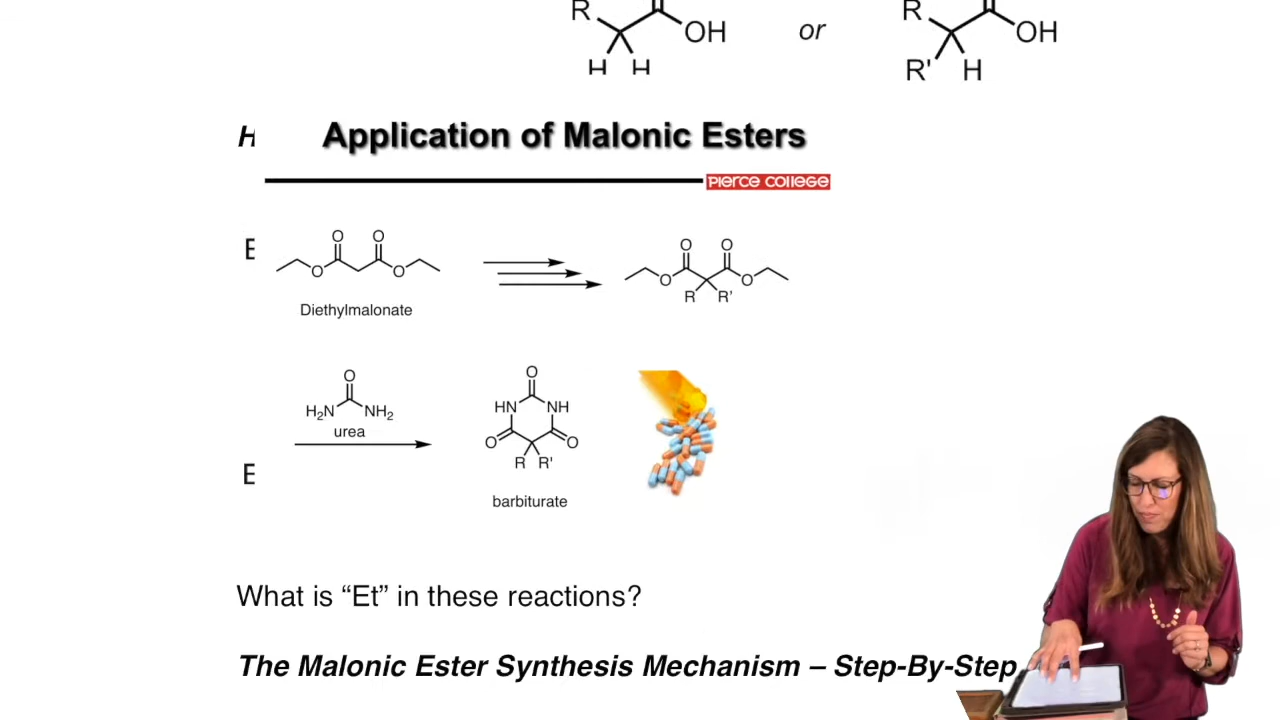 R OH or R OH
H H R' H
H Application of Malonic Esters
PIERCE COLLEGE
E
O O O O
O O O O
R R'
Diethylmalonate
O O
H₂N NH₂ HN NH
urea O O
E R R'
barbiturate
What is “Et” in these reactions?
The Malonic Ester Synthesis Mechanism – Step-By-Step